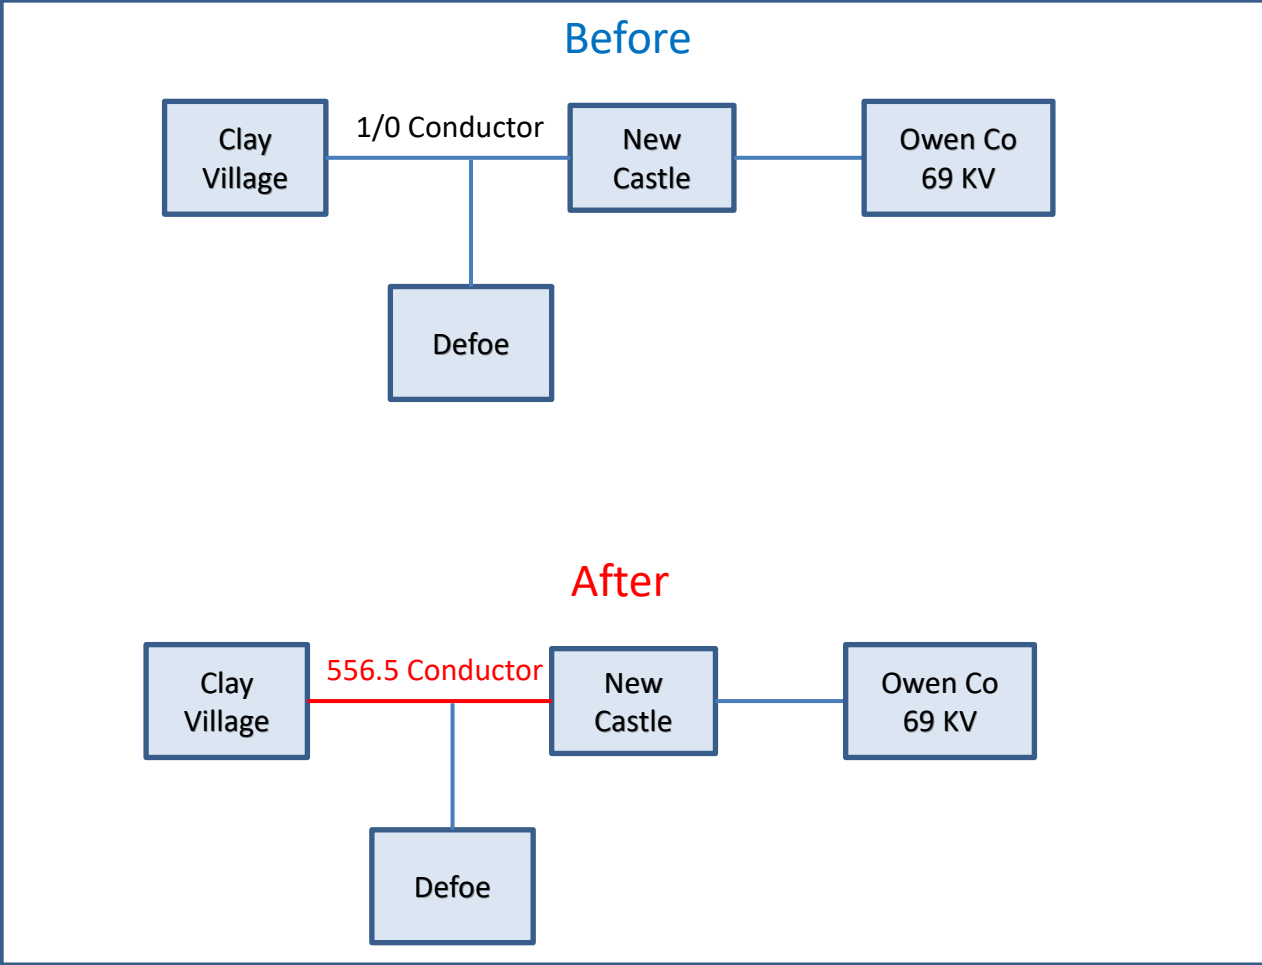 Before
Clay
Village
1/0 Conductor
New
Castle
Owen Co
69 KV
Defoe
After
Clay
Village
556.5 Conductor
New
Castle
Owen Co
69 KV
Defoe